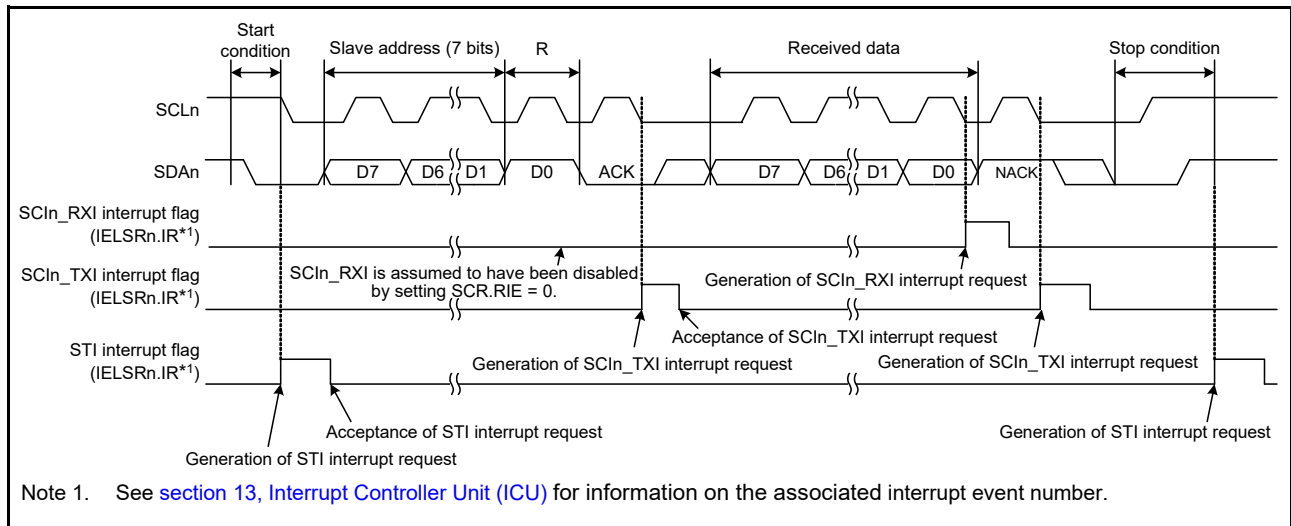 Start
condition
Slave address (7 bits)
R
Received data
Stop condition
SCLn
SDAn
D7
D6
D1
D0
ACK
D7
D6
D1
D0
NACK
SCIn_RXI interrupt flag
(IELSRn.IR*1)
SCIn_RXI is assumed to have been disabled
by setting SCR.RIE = 0.
Generation of SCIn_RXI interrupt request
SCIn_TXI interrupt flag
(IELSRn.IR*1)
Acceptance of SCIn_TXI interrupt request
Generation of SCIn_TXI interrupt request
Generation of SCIn_TXI interrupt request
STI interrupt flag
(IELSRn.IR*1)
Acceptance of STI interrupt request
Generation of STI interrupt request
Generation of STI interrupt request
Note 1. See section 13, Interrupt Controller Unit (ICU) for information on the associated interrupt event number.